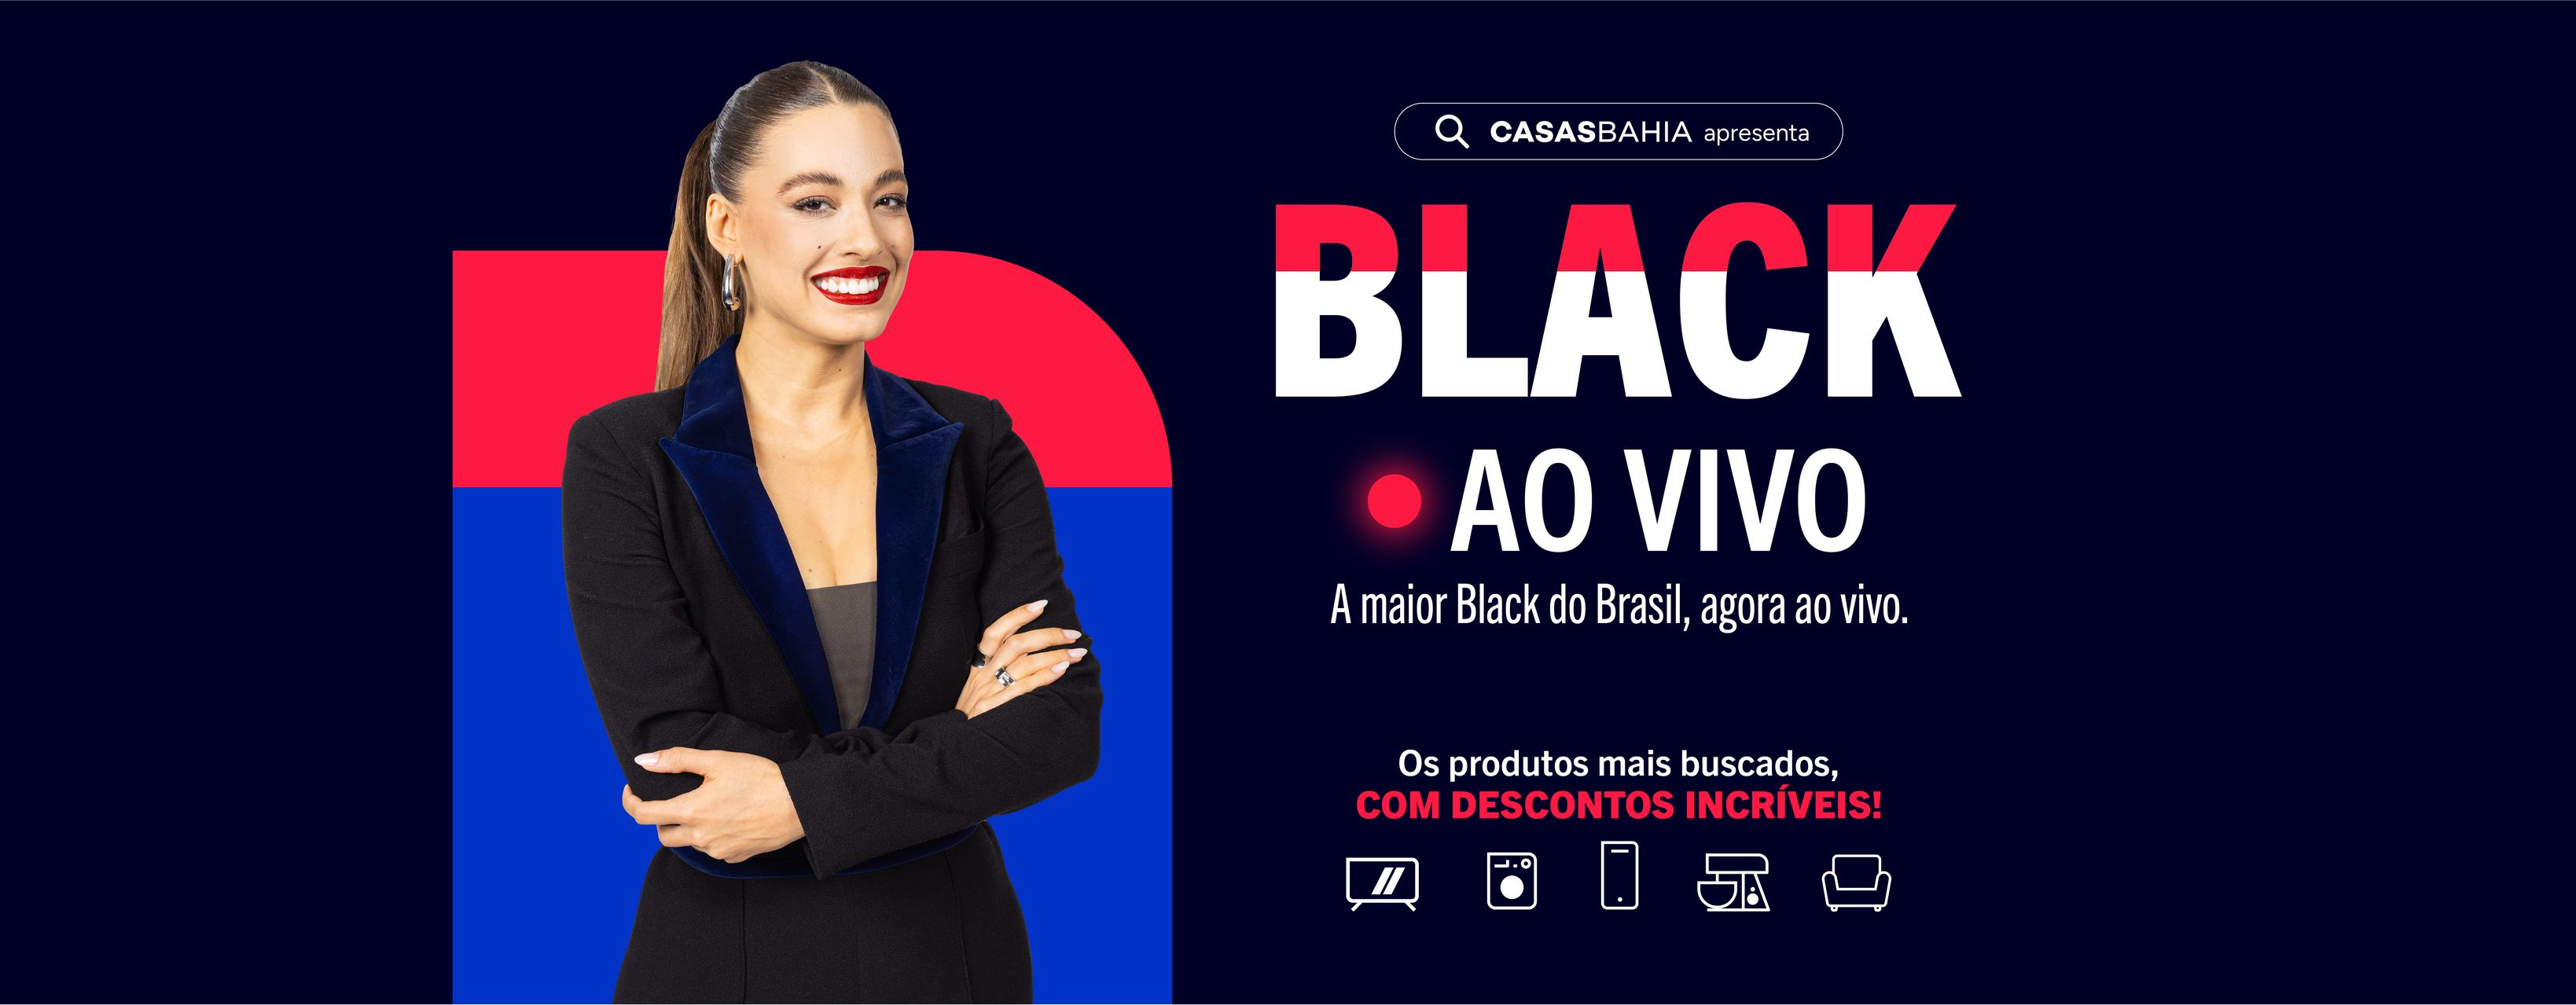 CASASBAHIA apresenta
BLACK
AO VIVO
A maior Black do Brasil, agora ao vivo.
Os produtos mais buscados,
COM DESCONTOS INCRÍVEIS!